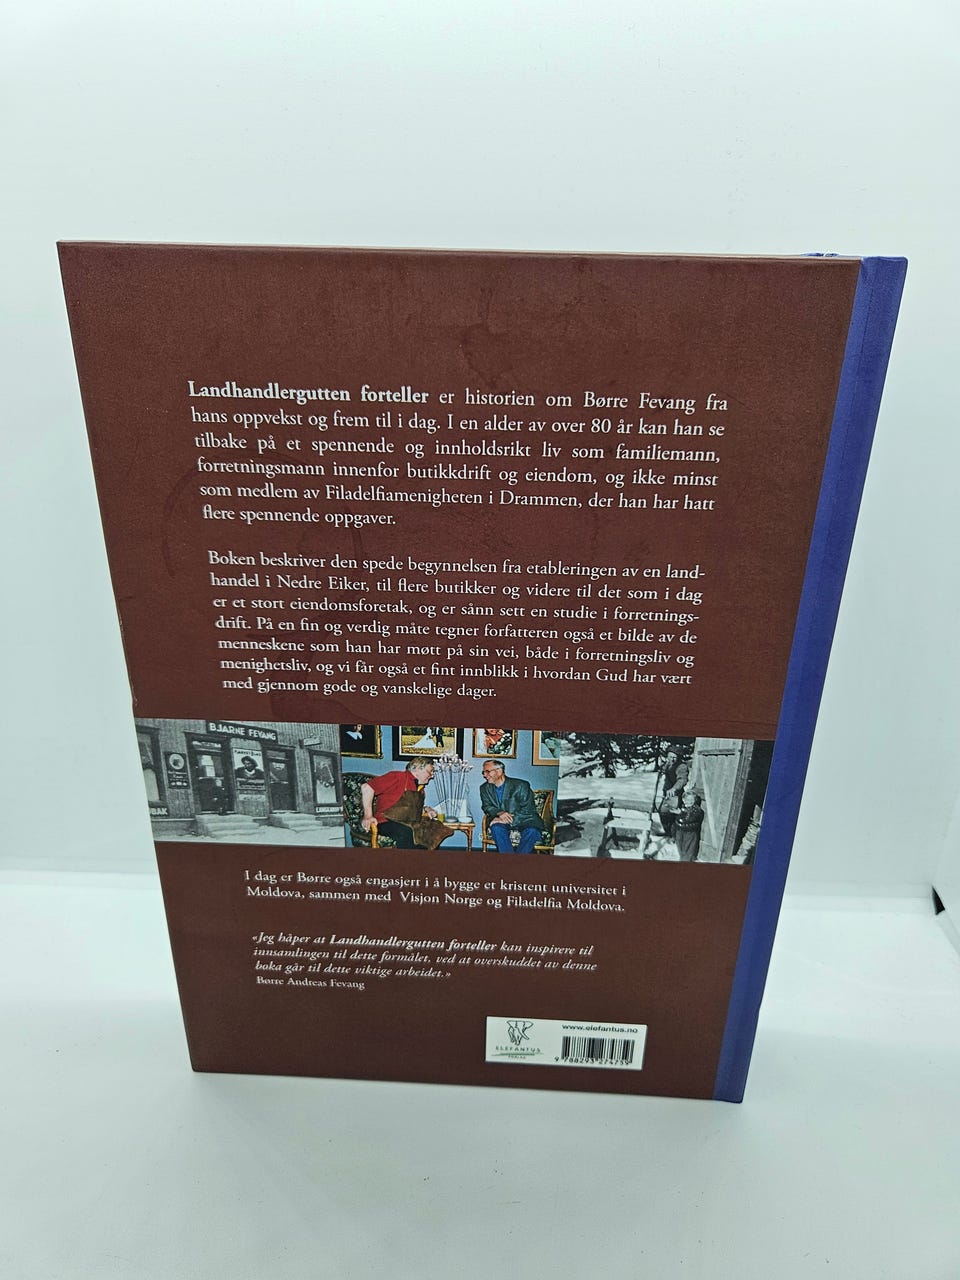 Landhandlergutten forteller er historien om Børre Fevang fra
hans oppvekst og frem til i dag. I en alder av over 80 år kan han se
tilbake på et spennende og innholdsrikt liv som familiemann,
forretningsmann innenfor butikkdrift og eiendom, og ikke minst
som medlem av Filadelfiamenigheten i Drammen, der han har hatt
flere spennende oppgaver.
Boken beskriver den spede begynnelsen fra etableringen av en land-
handel i Nedre Eiker, til flere butikker og videre til det som i dag
er et stort eiendomsforetak, og er sånn sett en studie i forretnings-
drift. På en fin og verdig måte tegner forfatteren også et bilde av de
menneskene som han har møtt på sin vei, både i forretningsliv og
menighetsliv, og vi får også et fint innblikk i hvordan Gud har vært
med gjennom gode og vanskelige dager.
BJARNE FEVANG
I dag er Børre også engasjert i å bygge et kristent universitet i
Moldova, sammen med Visjon Norge og Filadelfia Moldova.
«Jeg håper at Landhandlergutten forteller kan inspirere til
innsamlingen til dette formålet, ved at overskuddet av denne
boka går til dette viktige arbeidet.»
Børre Andreas Fevang
www.elefantus.no
ELEFANTUS
FORLAG
9 788293 274759